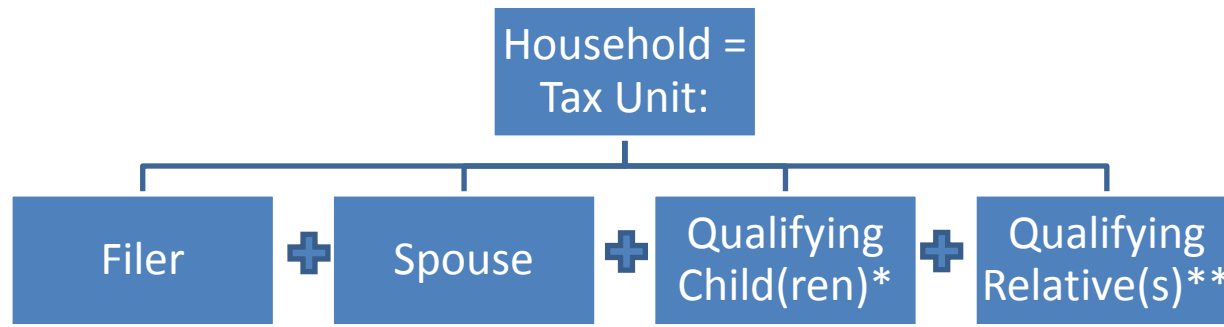 Household =
Tax Unit:
Filer
Spouse
Qualifying
Child(ren)*
Qualifying
Relative(s)**